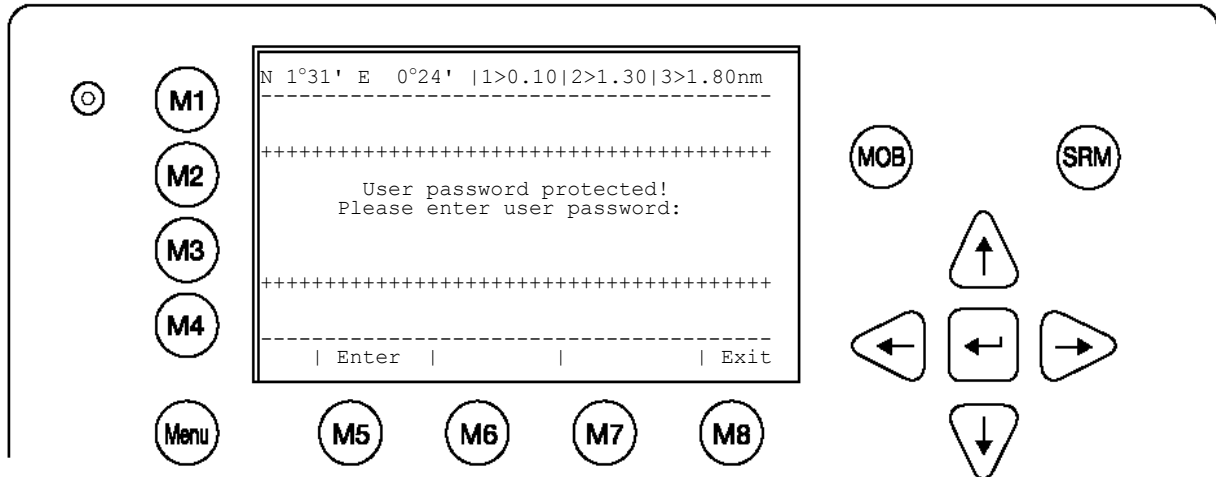 N 1°31' E 0°24' |1>0.10|2>1.30|3>1.80nm
----------------------------------------
++++++++++++++++++++++++++++++++++++++++
User password protected!
Please enter user password:
++++++++++++++++++++++++++++++++++++++++
----------------------------------------
| Enter | | | Exit
M1
M2
M3
M4
MOB
SRM
Menu
M5
M6
M7
M8